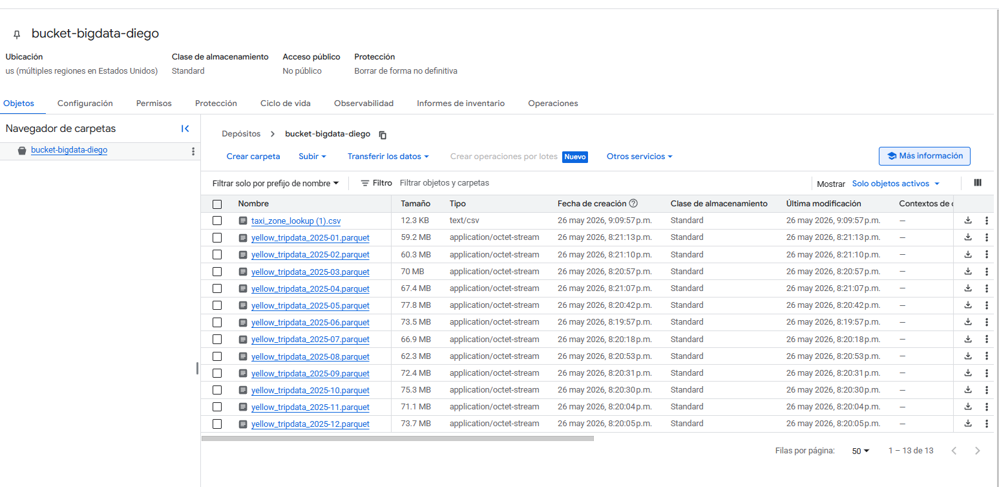 bucket-bigdata-diego
Ubicación Clase de almacenamiento Acceso público Protección
us (múltiples regiones en Estados Unidos) Standard No público Borrar de forma no definitiva
Objetos Configuración Permisos Protección Ciclo de vida Observabilidad Informes de inventario Operaciones
Navegador de carpetas
bucket-bigdata-diego
Depósitos bucket-bigdata-diego
Crear carpeta Subir Transferir los datos Crear operaciones por lotes Nuevo Otros servicios Más información
Filtrar solo por prefijo de nombre Filtro Filtrar objetos y carpetas Mostrar Solo objetos activos
Nombre Tamaño Tipo Fecha de creación Clase de almacenamiento Última modificación Contextos de
taxi_zone_lookup (1).csv 12.3 KB text/csv 26 may 2026, 9:09:57 p.m. Standard 26 may 2026, 9:09:57 p.m. —
yellow_tripdata_2025-01.parquet 59.2 MB application/octet-stream 26 may 2026, 8:21:13 p.m. Standard 26 may 2026, 8:21:13 p.m. —
yellow_tripdata_2025-02.parquet 60.3 MB application/octet-stream 26 may 2026, 8:21:10 p.m. Standard 26 may 2026, 8:21:10 p.m. —
yellow_tripdata_2025-03.parquet 70 MB application/octet-stream 26 may 2026, 8:20:57 p.m. Standard 26 may 2026, 8:20:57 p.m. —
yellow_tripdata_2025-04.parquet 67.4 MB application/octet-stream 26 may 2026, 8:21:07 p.m. Standard 26 may 2026, 8:21:07 p.m. —
yellow_tripdata_2025-05.parquet 77.8 MB application/octet-stream 26 may 2026, 8:20:42 p.m. Standard 26 may 2026, 8:20:42 p.m. —
yellow_tripdata_2025-06.parquet 73.5 MB application/octet-stream 26 may 2026, 8:19:57 p.m. Standard 26 may 2026, 8:19:57 p.m. —
yellow_tripdata_2025-07.parquet 66.9 MB application/octet-stream 26 may 2026, 8:20:18 p.m. Standard 26 may 2026, 8:20:18 p.m. —
yellow_tripdata_2025-08.parquet 62.3 MB application/octet-stream 26 may 2026, 8:20:53 p.m. Standard 26 may 2026, 8:20:53 p.m. —
yellow_tripdata_2025-09.parquet 72.4 MB application/octet-stream 26 may 2026, 8:20:31 p.m. Standard 26 may 2026, 8:20:31 p.m. —
yellow_tripdata_2025-10.parquet 75.3 MB application/octet-stream 26 may 2026, 8:20:30 p.m. Standard 26 may 2026, 8:20:30 p.m. —
yellow_tripdata_2025-11.parquet 71.1 MB application/octet-stream 26 may 2026, 8:20:04 p.m. Standard 26 may 2026, 8:20:04 p.m. —
yellow_tripdata_2025-12.parquet 73.7 MB application/octet-stream 26 may 2026, 8:20:05 p.m. Standard 26 may 2026, 8:20:05 p.m. —
Filas por página: 50 1 – 13 de 13